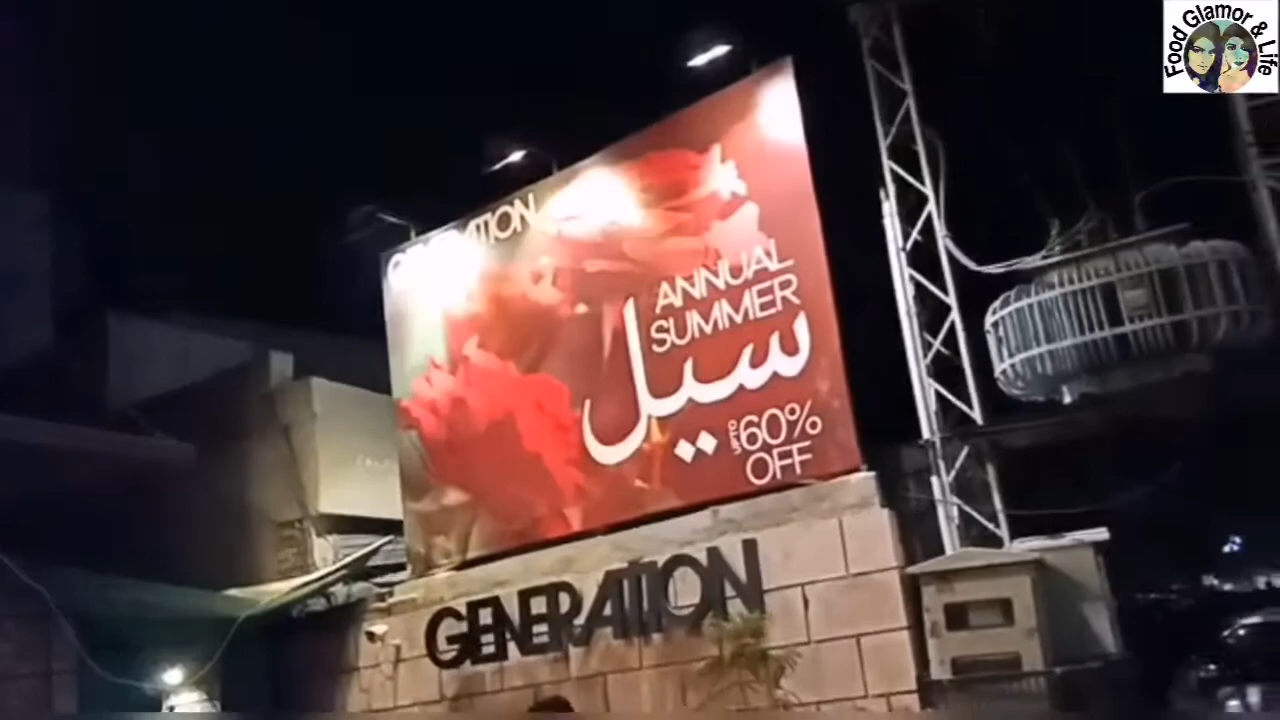 Food Glamor & Life
GENERATION
ANNUAL
SUMMER
سیل
UPTO
60%
OFF
GENERATION